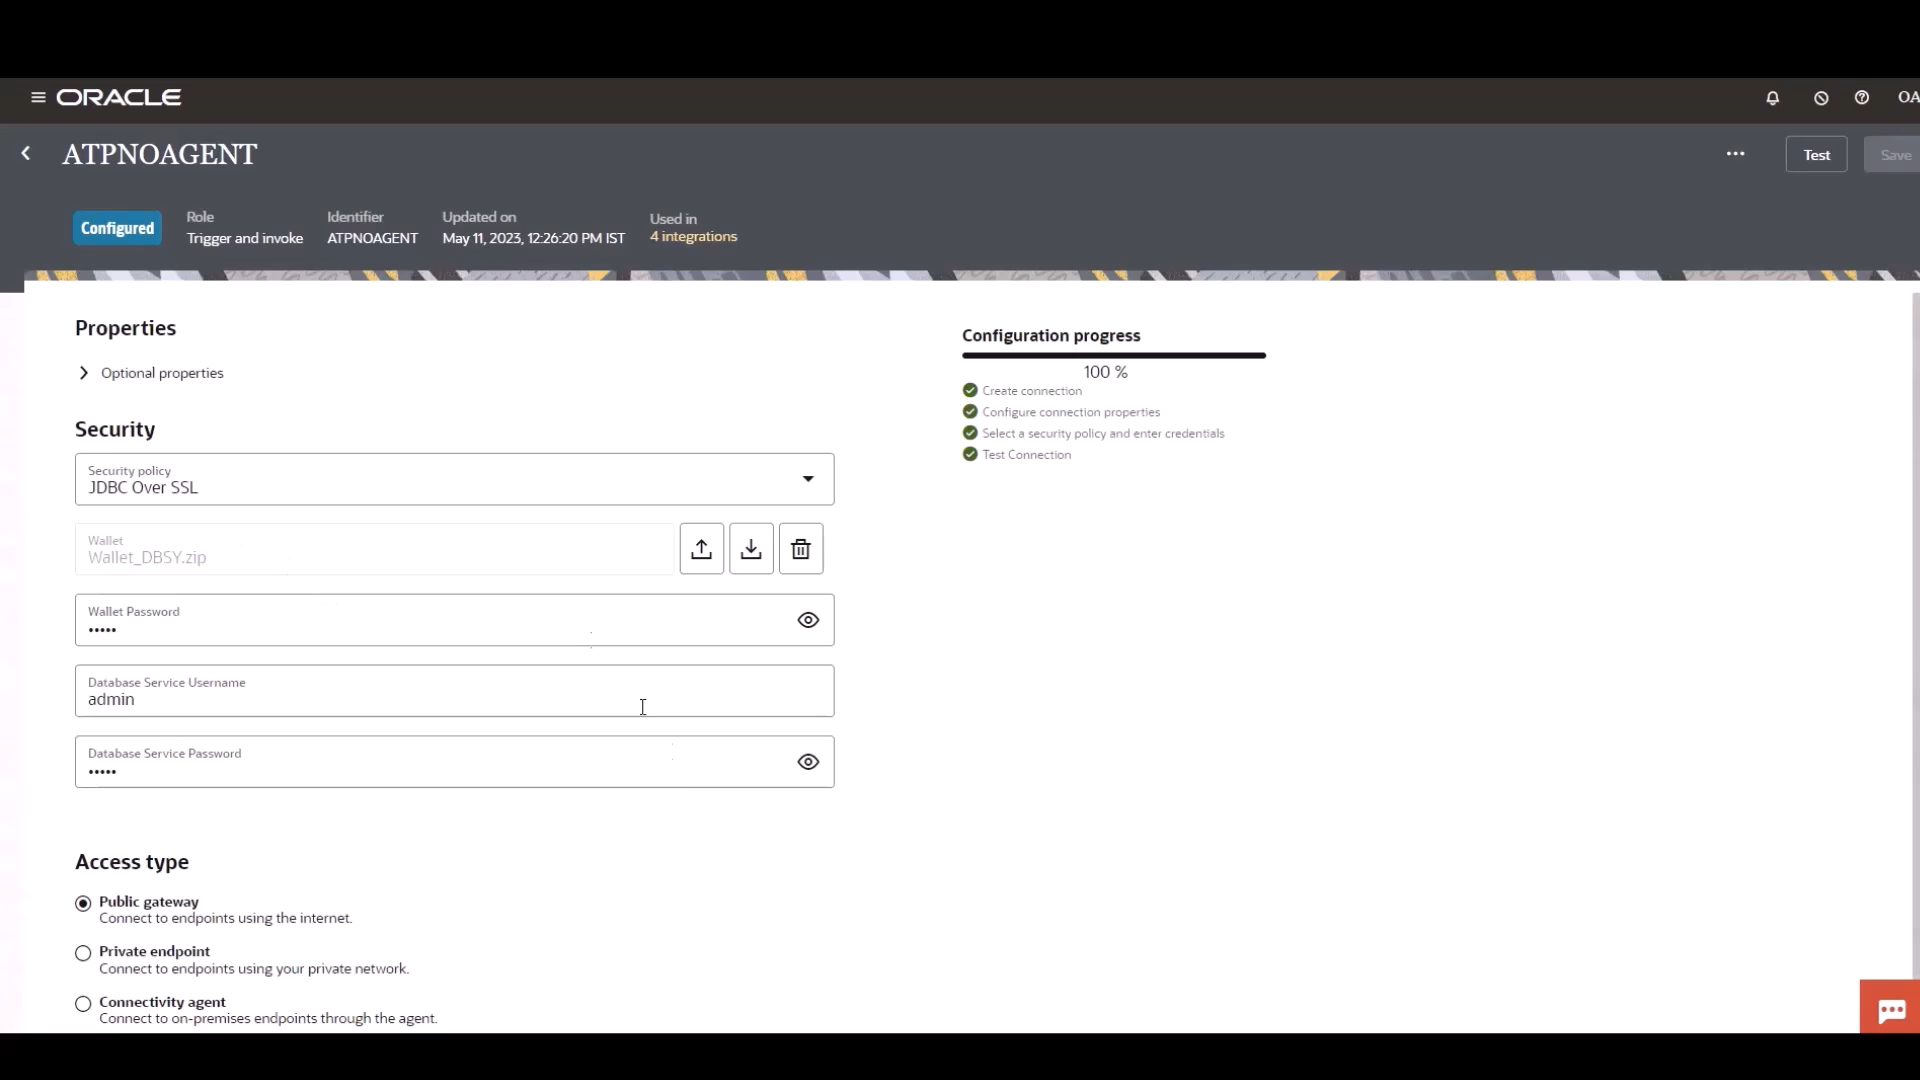 ORACLE
OA
ATPNOAGENT
Test
Save
Configured
Role
Trigger and invoke
Identifier
ATPNOAGENT
Updated on
May 11, 2023, 12:26:20 PM IST
Used in
4 integrations
Properties
Optional properties
Security
Security policy
JDBC Over SSL
Wallet
Wallet_DBSY.zip
Wallet Password
•••••
Database Service Username
admin
Database Service Password
•••••
Access type
Public gateway
Connect to endpoints using the internet.
Private endpoint
Connect to endpoints using your private network.
Connectivity agent
Connect to on-premises endpoints through the agent.
Configuration progress
100 %
Create connection
Configure connection properties
Select a security policy and enter credentials
Test Connection